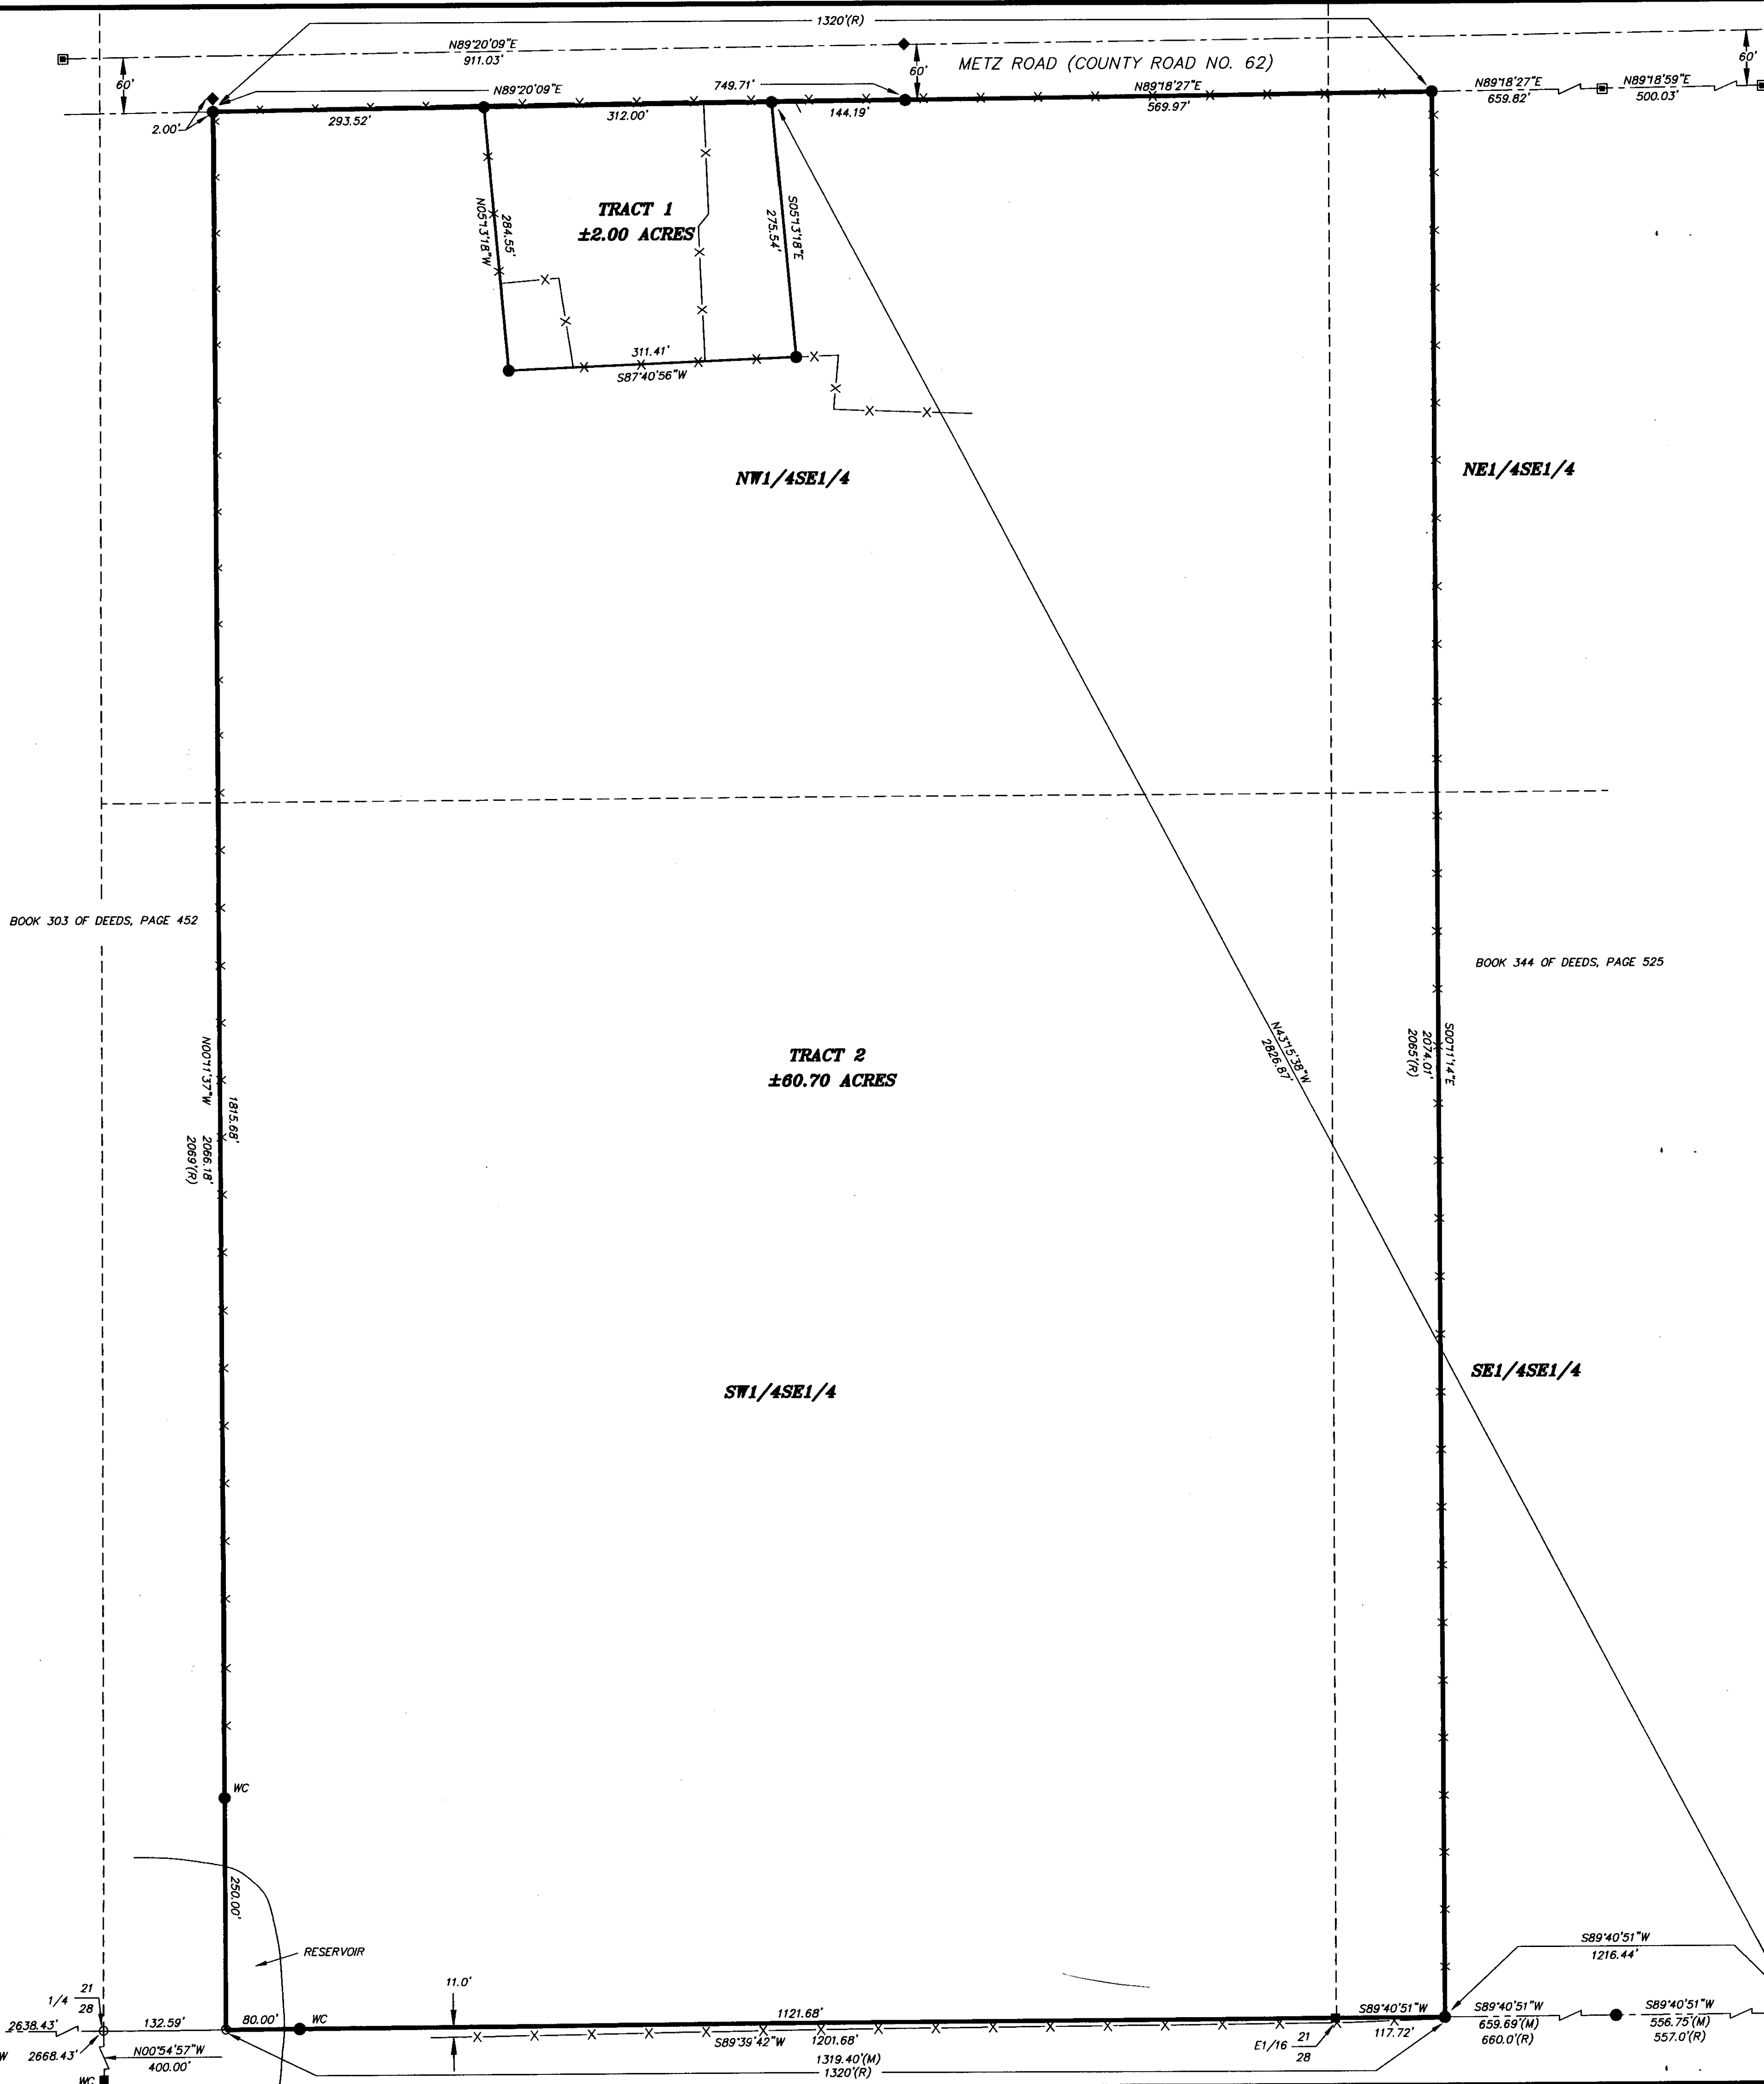 1320'(R)
N89°20'09"E
911.03'
60'
60'
METZ ROAD (COUNTY ROAD NO. 62)
60'
N89°20'09"E
749.71'
N89°18'27"E
569.97'
N89°18'27"E
659.82'
N89°18'59"E
500.03'
2.00'
293.52'
312.00'
144.19'
TRACT 1
±2.00 ACRES
N05°13'18"W
284.55'
S05°13'18"E
275.54'
311.41'
S87°40'56"W
NW1/4SE1/4
NE1/4SE1/4
BOOK 303 OF DEEDS, PAGE 452
BOOK 344 OF DEEDS, PAGE 525
TRACT 2
±60.70 ACRES
N43°15'38"W
2826.87'
S00°11'14"E
2074.01'
2065'(R)
N00°11'37"W
1815.68'
2066.18'
2069'(R)
SW1/4SE1/4
SE1/4SE1/4
WC
250.00'
RESERVOIR
S89°40'51"W
1216.44'
1/4
21
28
11.0'
2638.43'
132.59'
80.00'
WC
1121.68'
S89°40'51"W
117.72'
S89°40'51"W
659.69'(M)
660.0'(R)
S89°40'51"W
556.75'(M)
557.0'(R)
S89°39'42"W
1201.68'
E1/16
21
28
W
2668.43'
N00°54'57"W
400.00'
1319.40'(M)
1320'(R)
WC